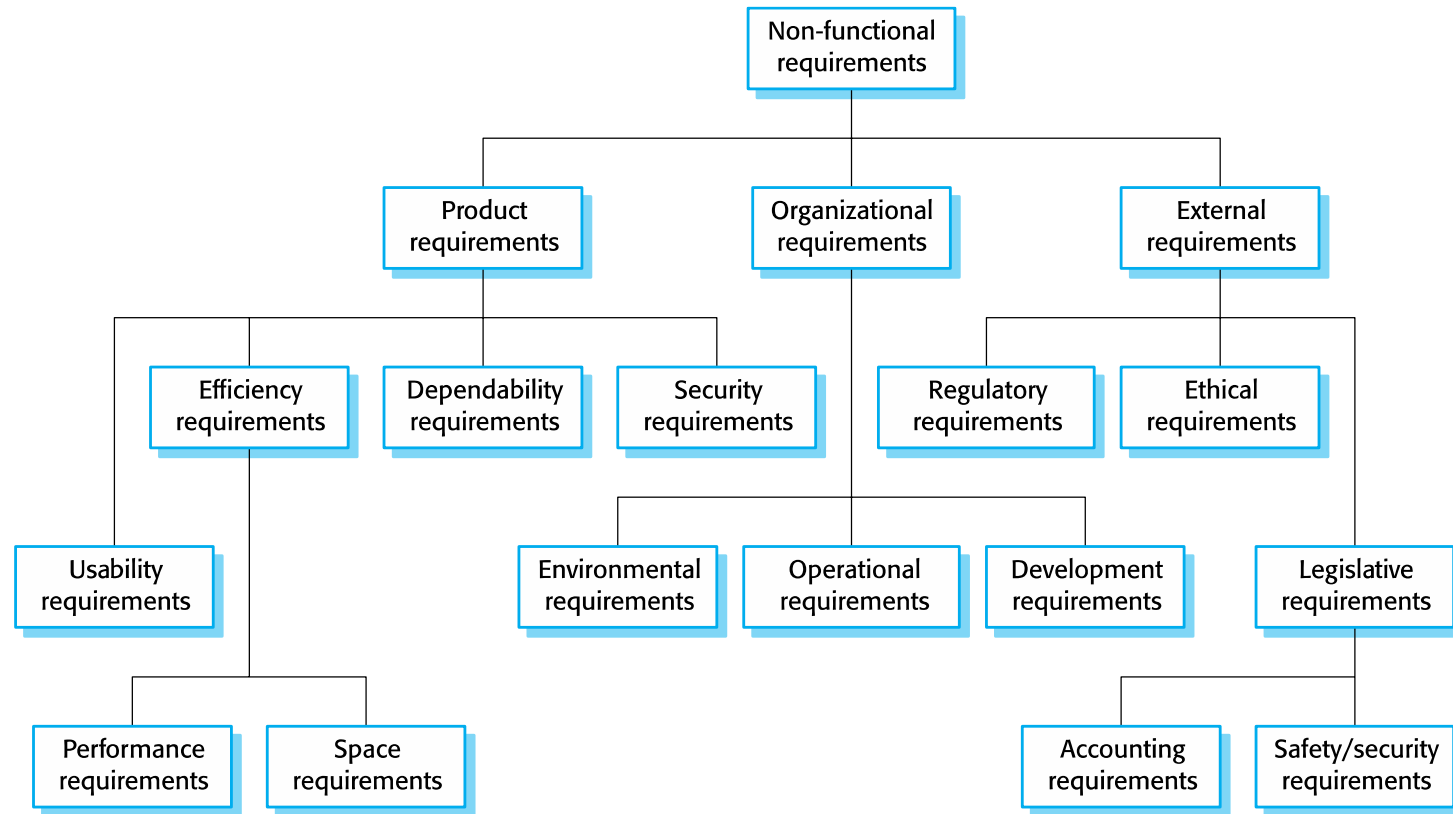 Non-functional
requirements
Product
requirements
Organizational
requirements
External
requirements
Efficiency
requirements
Dependability
requirements
Security
requirements
Regulatory
requirements
Ethical
requirements
Usability
requirements
Environmental
requirements
Operational
requirements
Development
requirements
Legislative
requirements
Performance
requirements
Space
requirements
Accounting
requirements
Safety/security
requirements